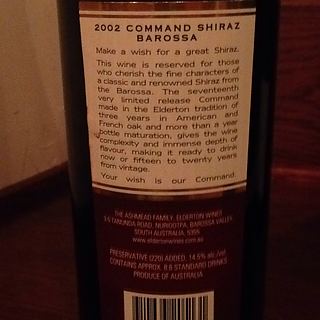 2002 COMMAND SHIRAZ
BAROSSA
Make a wish for a great Shiraz.
This wine is reserved for those
who cherish the fine characters of
a classic and renowned Shiraz from
the Barossa. The seventeenth
very limited release Command
made in the Elderton tradition of
three years in American and
French oak and more than a year
bottle maturation, gives the wine
complexity and immense depth of
flavour, making it ready to drink
now or fifteen to twenty years
from vintage.
Your wish is our Command.
THE ASHMEAD FAMILY, ELDERTON WINES
3-5 TANUNDA ROAD, NURIOOTPA, BAROSSA VALLEY,
SOUTH AUSTRALIA, 5355
www.eldertonwines.com.au
PRESERVATIVE (220) ADDED, 14.5% alc./vol
CONTAINS APPROX. 8.8 STANDARD DRINKS
PRODUCE OF AUSTRALIA